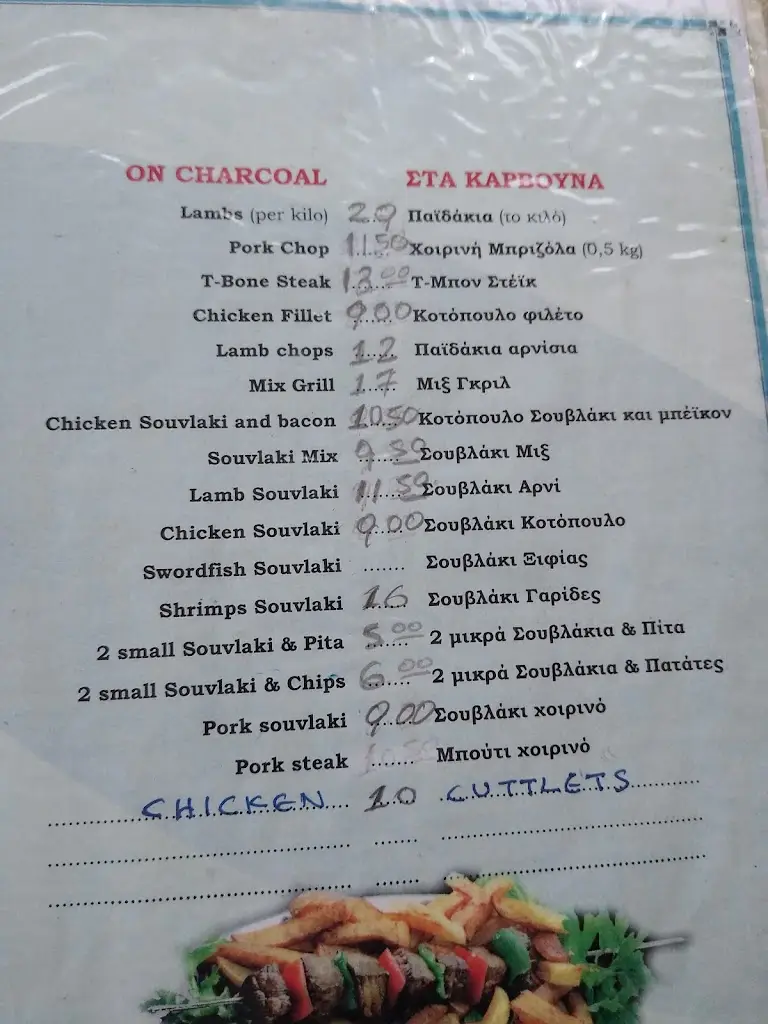 ON CHARCOAL ΣΤΑ ΚΑΡΒΟΥΝΑ
Lambs (per kilo) 29 Παϊδάκια (το κιλό)
Pork Chop 11.50 Χοιρινή Μπριζόλα (0,5 kg)
T-Bone Steak 13.00 Τ-Μπον Στέϊκ
Chicken Fillet 9.00 Κοτόπουλο φιλέτο
Lamb chops 12 Παϊδάκια αρνίσια
Mix Grill 17 Μιξ Γκριλ
Chicken Souvlaki and bacon 10.50 Κοτόπουλο Σουβλάκι και μπέϊκον
Souvlaki Mix 9.50 Σουβλάκι Μιξ
Lamb Souvlaki 11.50 Σουβλάκι Αρνί
Chicken Souvlaki 9.00 Σουβλάκι Κοτόπουλο
Swordfish Souvlaki ....... Σουβλάκι Ξιφίας
Shrimps Souvlaki 16 Σουβλάκι Γαρίδες
2 small Souvlaki & Pita 5.00 2 μικρά Σουβλάκια & Πίτα
2 small Souvlaki & Chips 6.00 2 μικρά Σουβλάκια & Πατάτες
Pork souvlaki 9.00 Σουβλάκι χοιρινό
Pork steak ....... Μπούτι χοιρινό
CHICKEN 10 CUTTLETS